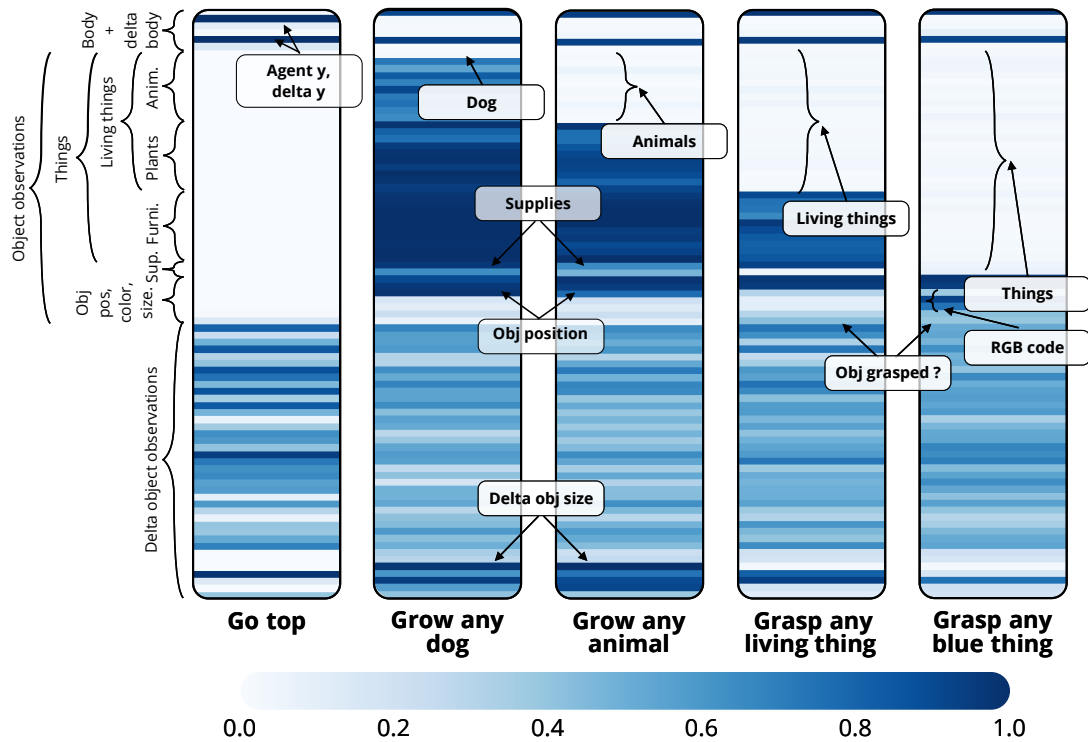 Body
+
delta
body
Object observations
Things
Living things
Anim.
Plants
Furni.
Sup.
Obj
pos,
color,
size.
Delta object observations
Agent y,
delta y
Dog
Animals
Supplies
Living things
Things
Obj position
RGB code
Obj grasped ?
Delta obj size
Go top
Grow any
dog
Grow any
animal
Grasp any
living thing
Grasp any
blue thing
0.0
0.2
0.4
0.6
0.8
1.0